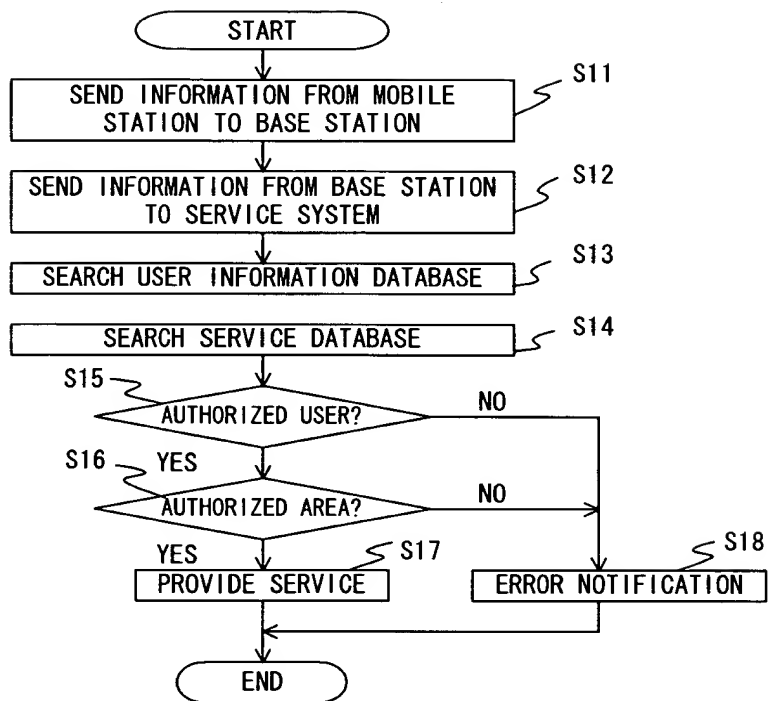 START
S11
SEND INFORMATION FROM MOBILE
STATION TO BASE STATION
S12
SEND INFORMATION FROM BASE STATION
TO SERVICE SYSTEM
S13
SEARCH USER INFORMATION DATABASE
S14
SEARCH SERVICE DATABASE
S15
AUTHORIZED USER?
NO
YES
S16
AUTHORIZED AREA?
NO
YES
S17
PROVIDE SERVICE
S18
ERROR NOTIFICATION
END